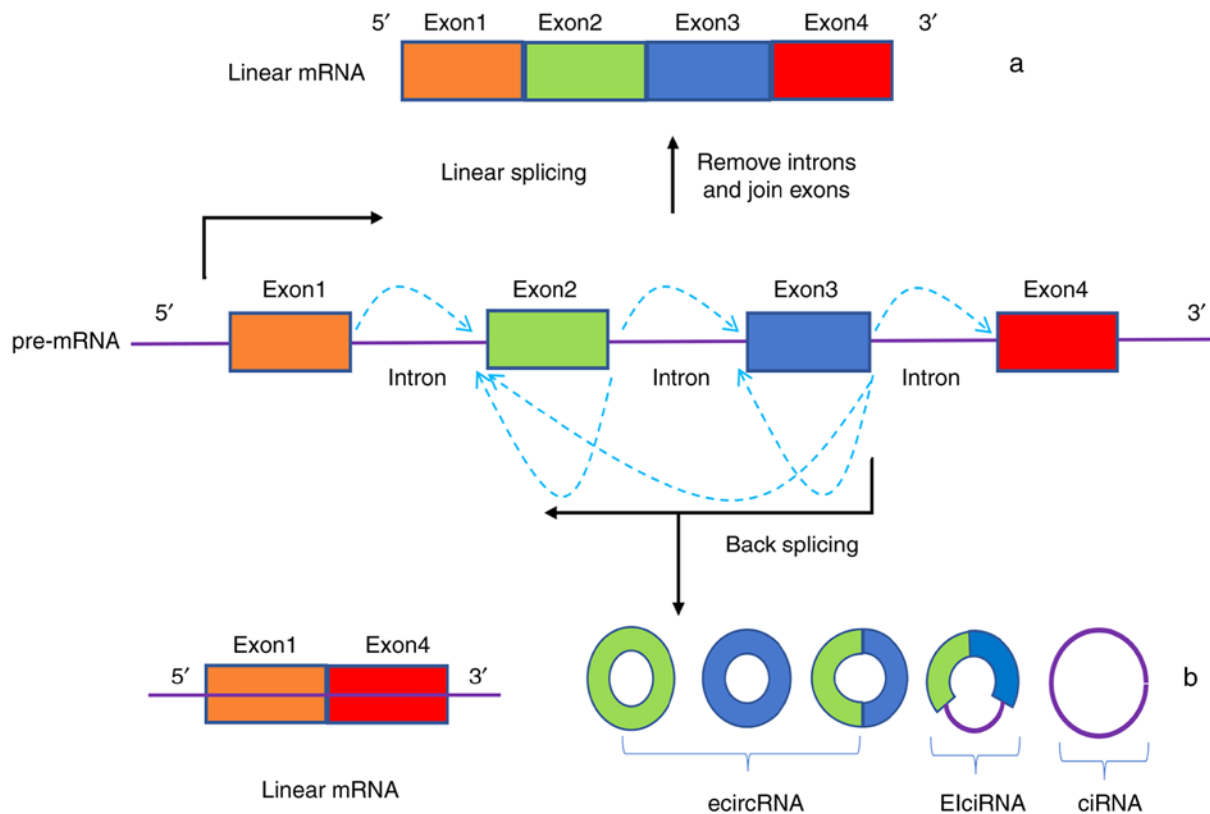 5′ Exon1 Exon2 Exon3 Exon4 3′
Linear mRNA
a
Linear splicing
Remove introns
and join exons
5′ Exon1 Exon2 Exon3 Exon4 3′
pre-mRNA
Intron Intron Intron
Back splicing
Exon1 Exon4
5′ 3′
b
Linear mRNA
ecircRNA EIciRNA ciRNA